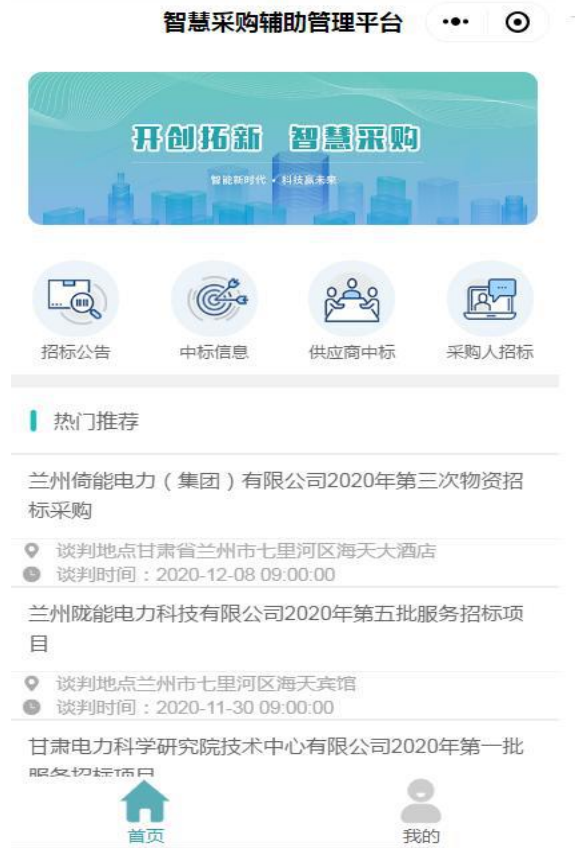 智慧采购辅助管理平台
开创拓新 智慧采购
智能新时代 · 科技赢未来
招标公告 中标信息 供应商中标 采购人招标
热门推荐
兰州倚能电力（集团）有限公司2020年第三次物资招
标采购
谈判地点甘肃省兰州市七里河区海天大酒店
谈判时间：2020-12-08 09:00:00
兰州陇能电力科技有限公司2020年第五批服务招标项
目
谈判地点兰州市七里河区海天宾馆
谈判时间：2020-11-30 09:00:00
甘肃电力科学研究院技术中心有限公司2020年第一批
服务招标项目
首页 我的